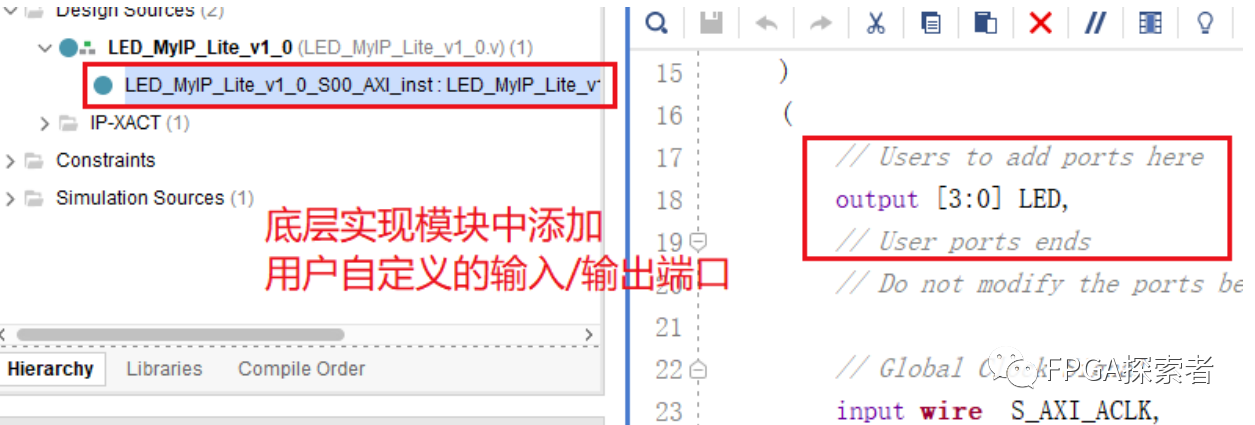 Design Sources (2)
LED_MyIP_Lite_v1_0 (LED_MyIP_Lite_v1_0.v) (1)
LED_MyIP_Lite_v1_0_S00_AXI_inst : LED_MyIP_Lite_v
IP-XACT (1)
Constraints
Simulation Sources (1)
底层实现模块中添加
用户自定义的输入/输出端口
Hierarchy Libraries Compile Order
15 )
16 (
17 // Users to add ports here
18 output [3:0] LED,
19 // User ports ends
20 // Do not modify the ports be
21
22 // Global C
23 input wire S_AXI_ACLK,
FPGA探索者